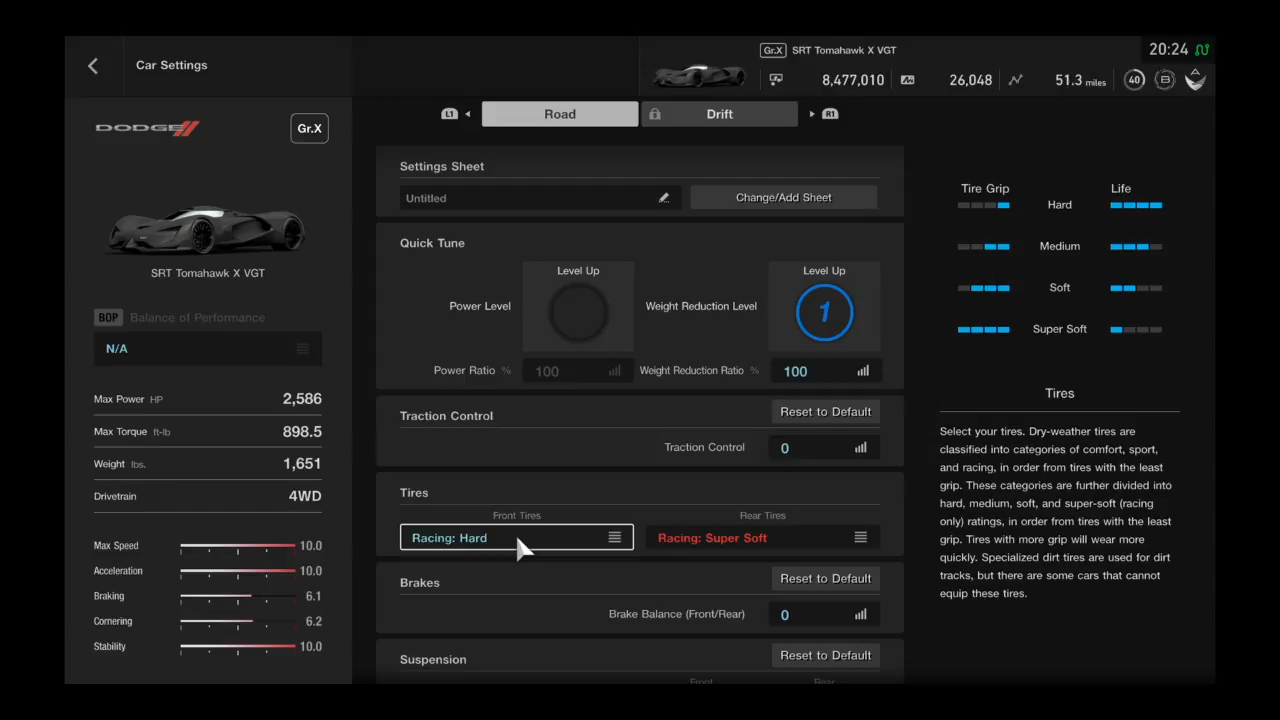 Car Settings
Gr.X SRT Tomahawk X VGT
20:24
8,477,010
26,048
51.3 miles
40
B
L1
Road
Drift
R1
DODGE
Gr.X
SRT Tomahawk X VGT
BOP Balance of Performance
N/A
Max Power HP 2,586
Max Torque ft-lb 898.5
Weight lbs. 1,651
Drivetrain 4WD
Max Speed 10.0
Acceleration 10.0
Braking 6.1
Cornering 6.2
Stability 10.0
Settings Sheet
Untitled
Change/Add Sheet
Quick Tune
Level Up
Level Up
Power Level
Weight Reduction Level
1
Power Ratio % 100
Weight Reduction Ratio % 100
Traction Control
Reset to Default
Traction Control 0
Tires
Front Tires
Rear Tires
Racing: Hard
Racing: Super Soft
Brakes
Reset to Default
Brake Balance (Front/Rear) 0
Suspension
Reset to Default
Front
Rear
Tire Grip
Life
Hard
Medium
Soft
Super Soft
Tires
Select your tires. Dry-weather tires are
classified into categories of comfort, sport,
and racing, in order from tires with the least
grip. These categories are further divided into
hard, medium, soft, and super-soft (racing
only) ratings, in order from tires with the least
grip. Tires with more grip will wear more
quickly. Specialized dirt tires are used for dirt
tracks, but there are some cars that cannot
equip these tires.